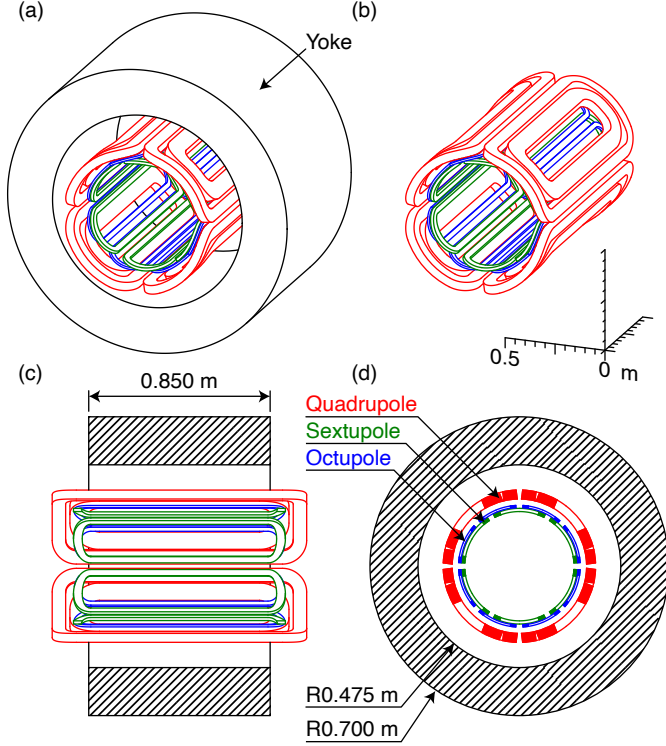 (a)
Yoke
(b)
0.5
0
m
(c)
0.850 m
(d)
Quadrupole
Sextupole
Octupole
R0.475 m
R0.700 m